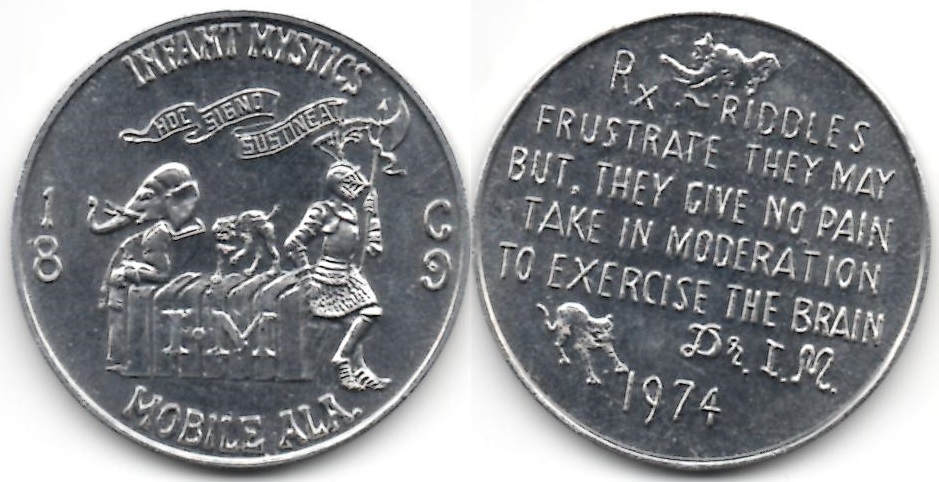 INFANT MYSTICS
HOC SIGNO
SUSTINEAT
18
69
I·M
MOBILE ALA.
Rx ~ RIDDLES
FRUSTRATE THEY MAY
BUT, THEY GIVE NO PAIN
TAKE IN MODERATION
TO EXERCISE THE BRAIN
Dr. I.M.
1974